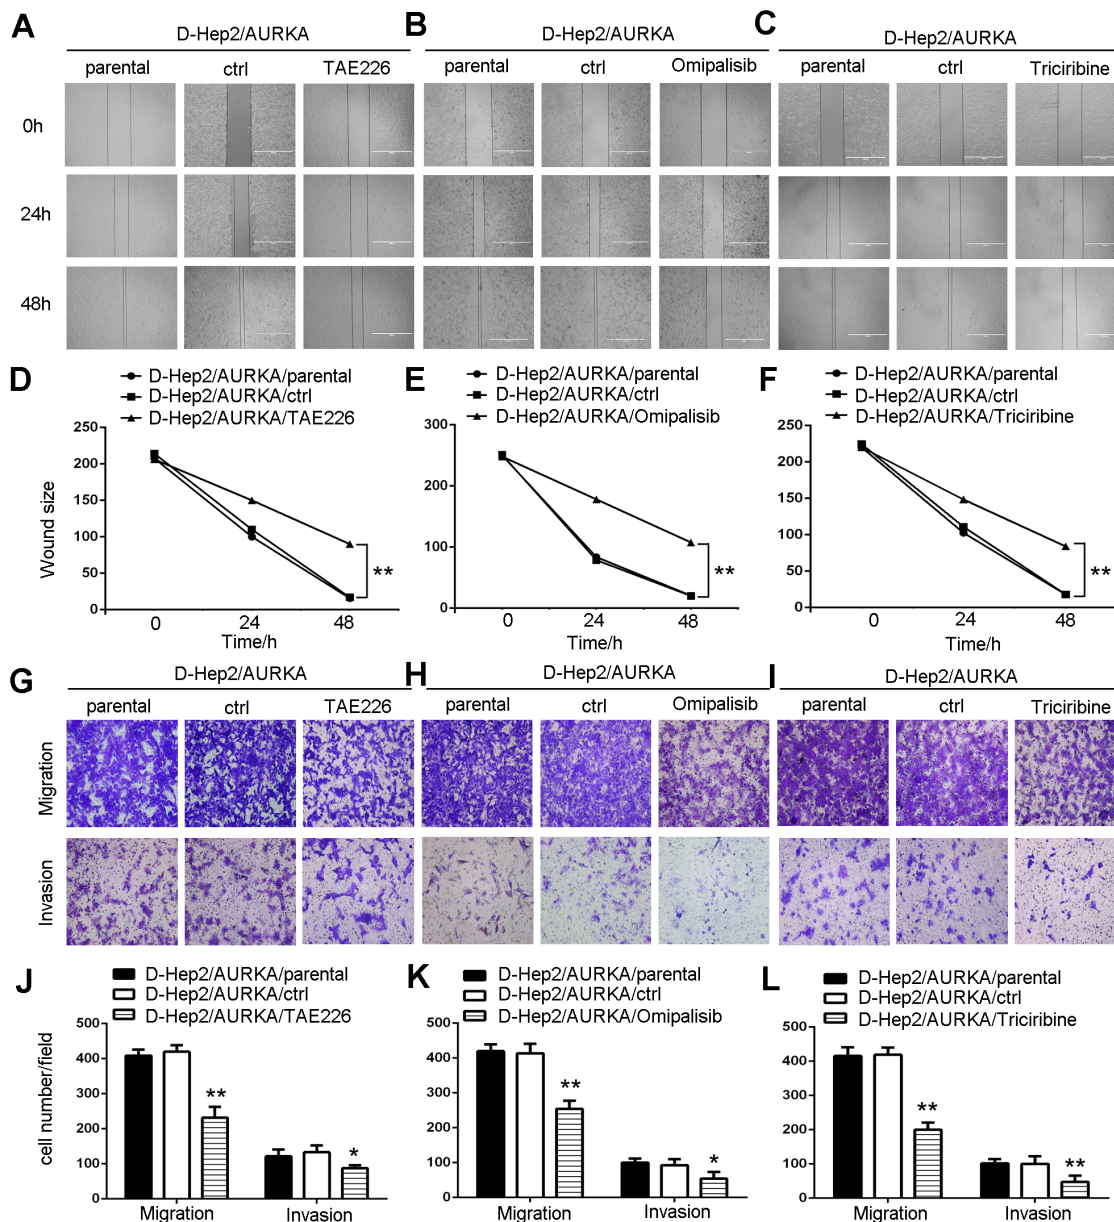 A
B
C
D-Hep2/AURKA
D-Hep2/AURKA
D-Hep2/AURKA
parental ctrl TAE226
parental ctrl Omipalisib
parental ctrl Triciribine
0h
24h
48h
D
D-Hep2/AURKA/parental
D-Hep2/AURKA/ctrl
D-Hep2/AURKA/TAE226
Wound size
250
200
150
100
50
0
**
0 24 48
Time/h
E
D-Hep2/AURKA/parental
D-Hep2/AURKA/ctrl
D-Hep2/AURKA/Omipalisib
300
200
100
0
**
0 24 48
Time/h
F
D-Hep2/AURKA/parental
D-Hep2/AURKA/ctrl
D-Hep2/AURKA/Triciribine
250
200
150
100
50
0
**
0 24 48
Time/h
G
H
I
D-Hep2/AURKA
D-Hep2/AURKA
D-Hep2/AURKA
parental ctrl TAE226
parental ctrl Omipalisib
parental ctrl Triciribine
Migration
Invasion
J
D-Hep2/AURKA/parental
D-Hep2/AURKA/ctrl
D-Hep2/AURKA/TAE226
cell number/field
500
400
300
200
100
0
**
*
Migration Invasion
K
D-Hep2/AURKA/parental
D-Hep2/AURKA/ctrl
D-Hep2/AURKA/Omipalisib
500
400
300
200
100
0
**
*
Migration Invasion
L
D-Hep2/AURKA/parental
D-Hep2/AURKA/ctrl
D-Hep2/AURKA/Triciribine
500
400
300
200
100
0
**
**
Migration Invasion